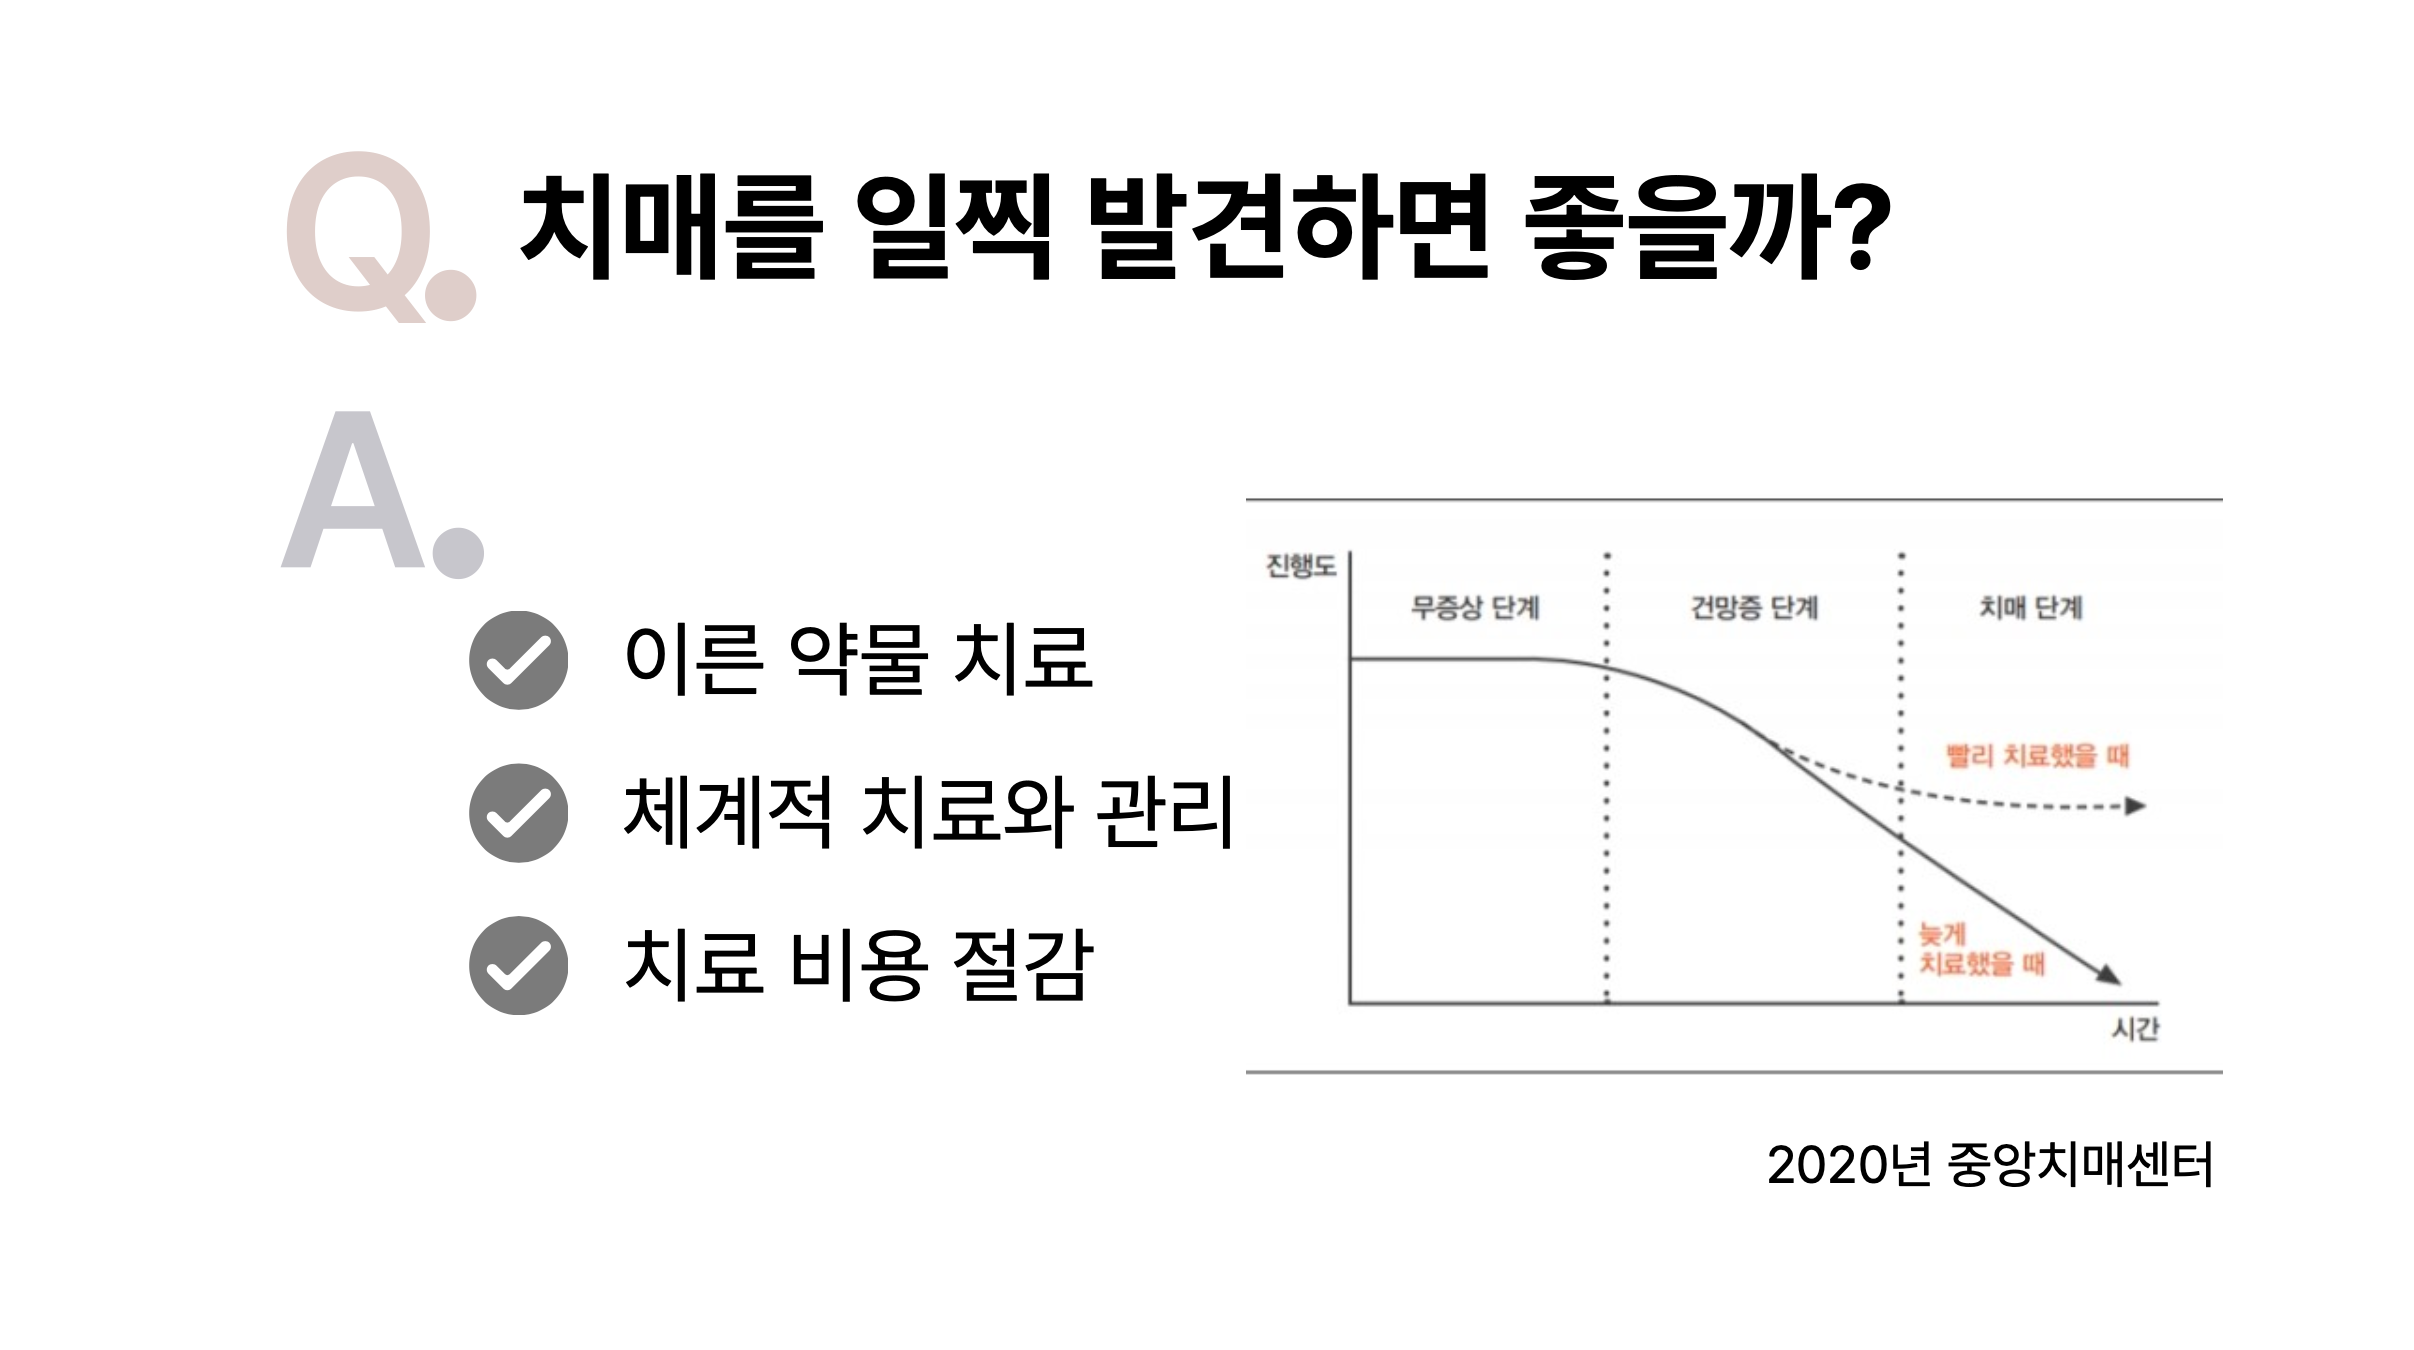 Q. 치매를 일찍 발견하면 좋을까?
A.
이른 약물 치료
체계적 치료와 관리
치료 비용 절감
진행도
무증상 단계
건망증 단계
치매 단계
빨리 치료했을 때
늦게
치료했을 때
시간
2020년 중앙치매센터